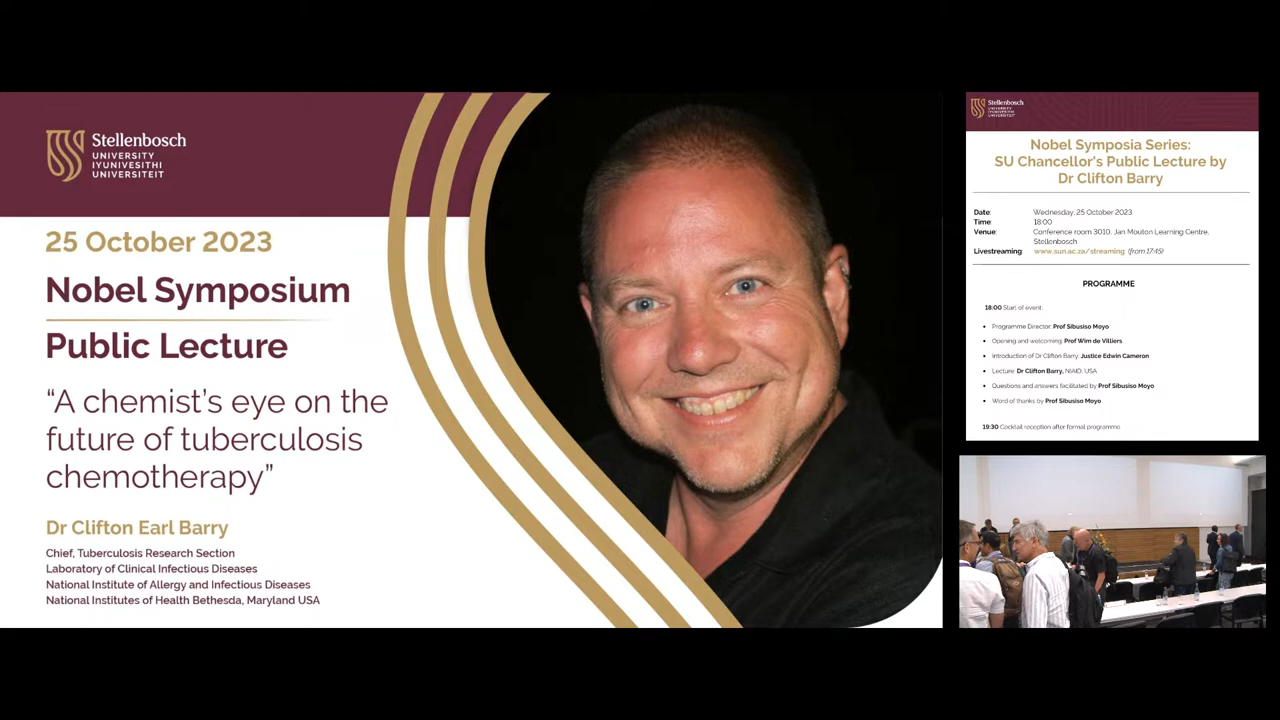 Stellenbosch
UNIVERSITY
IYUNIVESITHI
UNIVERSITEIT
25 October 2023
Nobel Symposium
Public Lecture
“A chemist’s eye on the
future of tuberculosis
chemotherapy”
Dr Clifton Earl Barry
Chief, Tuberculosis Research Section
Laboratory of Clinical Infectious Diseases
National Institute of Allergy and Infectious Diseases
National Institutes of Health Bethesda, Maryland USA
Stellenbosch
UNIVERSITY
IYUNIVESITHI
UNIVERSITEIT
Nobel Symposia Series:
SU Chancellor's Public Lecture by
Dr Clifton Barry
Date: Wednesday, 25 October 2023
Time: 18:00
Venue: Conference room 3010, Jan Mouton Learning Centre,
Stellenbosch
Livestreaming: www.sun.ac.za/streaming (from 17:45)
PROGRAMME
18:00 Start of event:
• Programme Director: Prof Sibusiso Moyo
• Opening and welcoming: Prof Wim de Villiers
• Introduction of Dr Clifton Barry: Justice Edwin Cameron
• Lecture: Dr Clifton Barry, NIAID, USA
• Questions and answers facilitated by Prof Sibusiso Moyo
• Word of thanks by Prof Sibusiso Moyo
19:30 Cocktail reception after formal programme